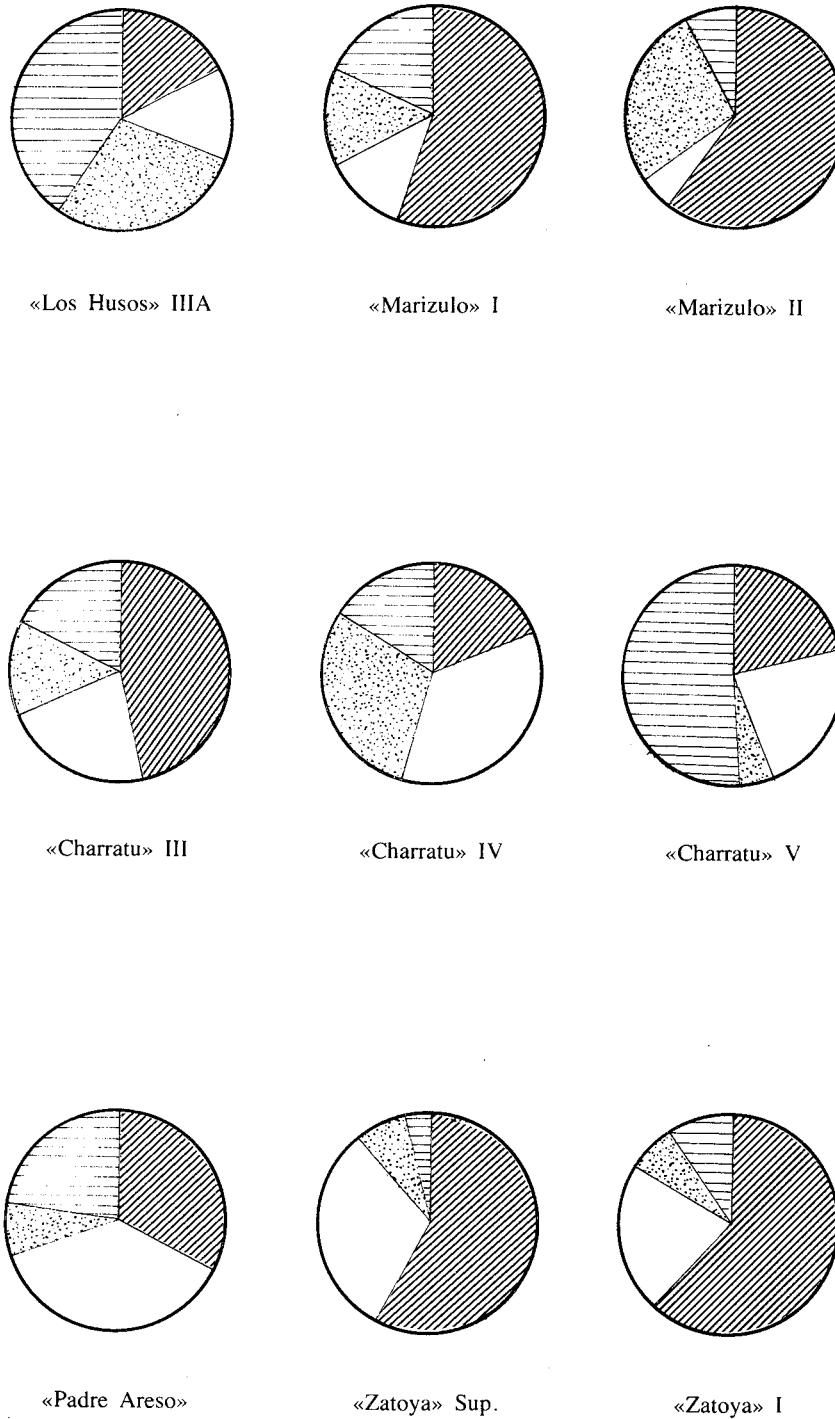 «Los Husos» IIIA
«Marizulo» I
«Marizulo» II
«Charratu» III
«Charratu» IV
«Charratu» V
«Padre Areso»
«Zatoya» Sup.
«Zatoya» I